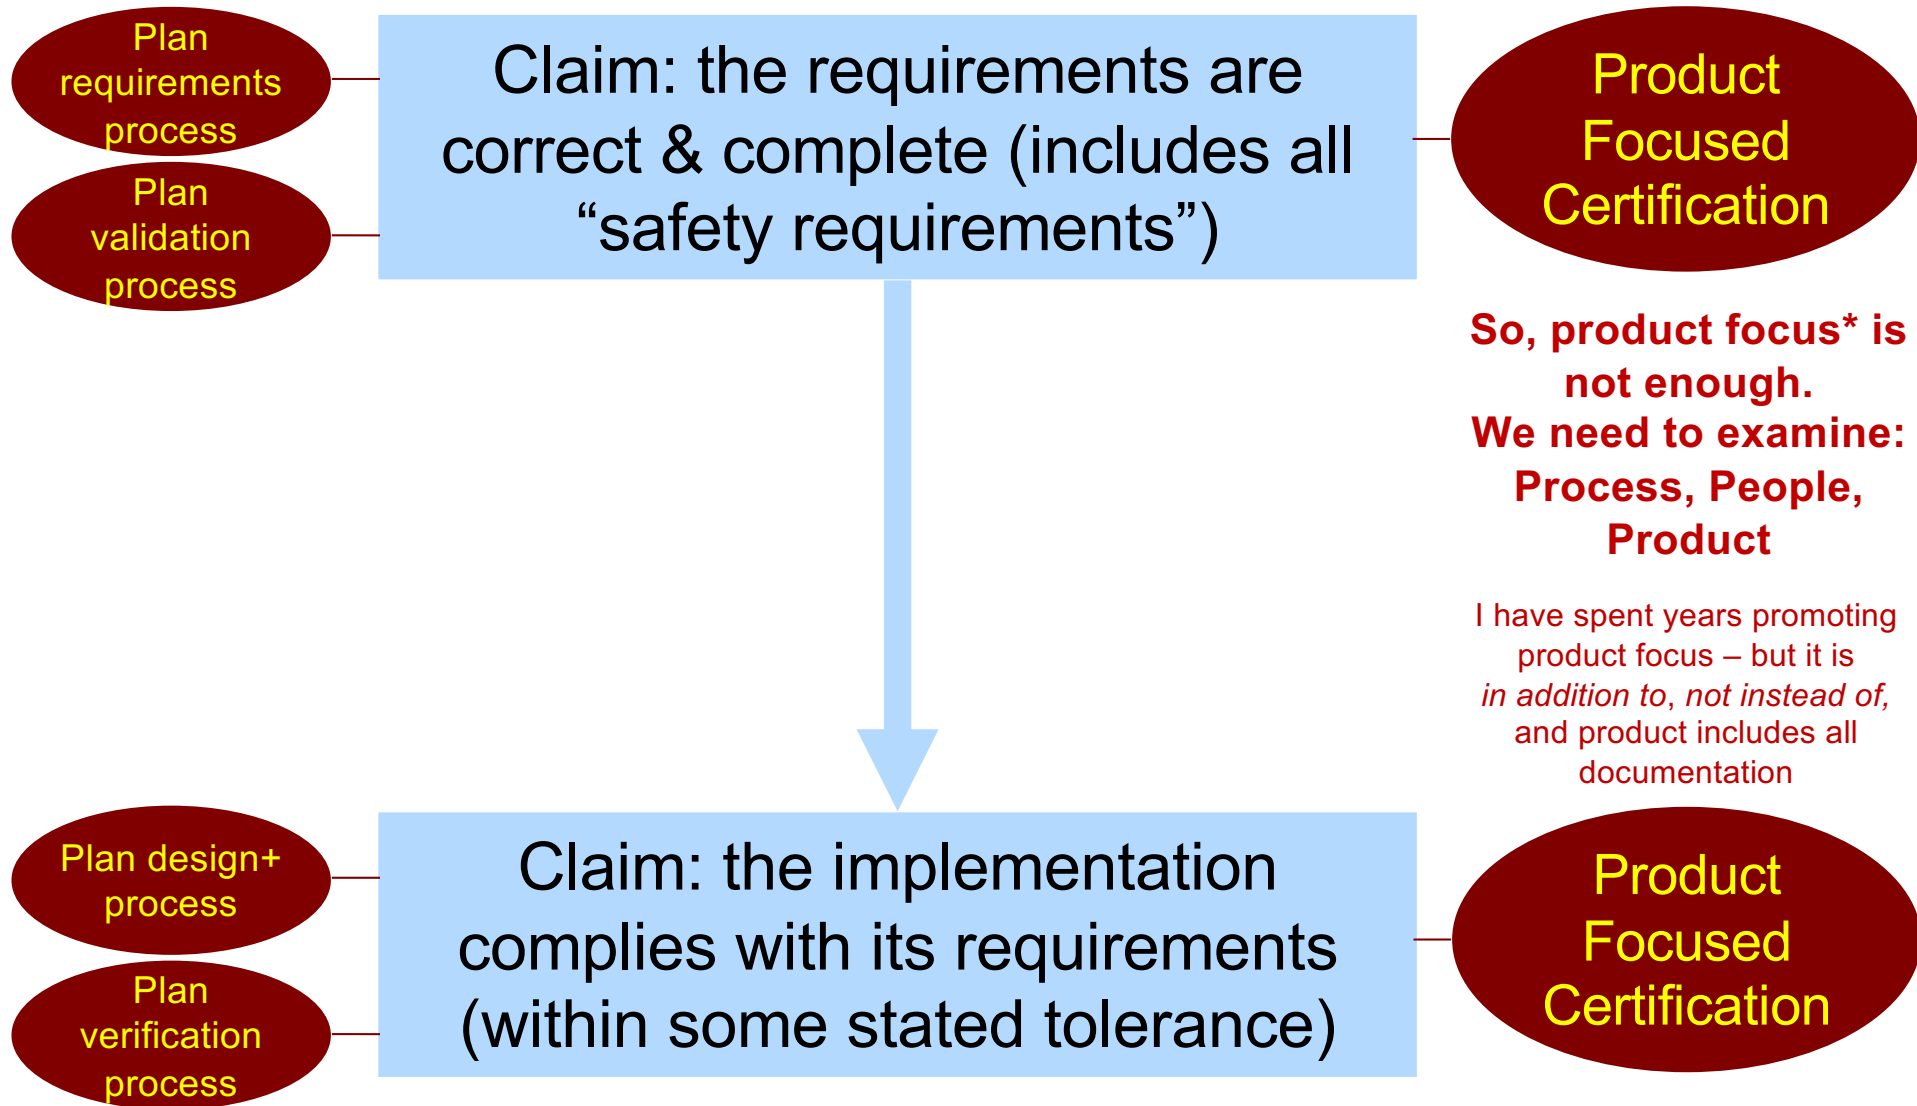 Plan
requirements
process
Plan
validation
process
Claim: the requirements are
correct & complete (includes all
“safety requirements”)
Product
Focused
Certification
So, product focus* is
not enough.
We need to examine:
Process, People,
Product
I have spent years promoting
product focus – but it is
in addition to, not instead of,
and product includes all
documentation
Plan design+
process
Plan
verification
process
Claim: the implementation
complies with its requirements
(within some stated tolerance)
Product
Focused
Certification